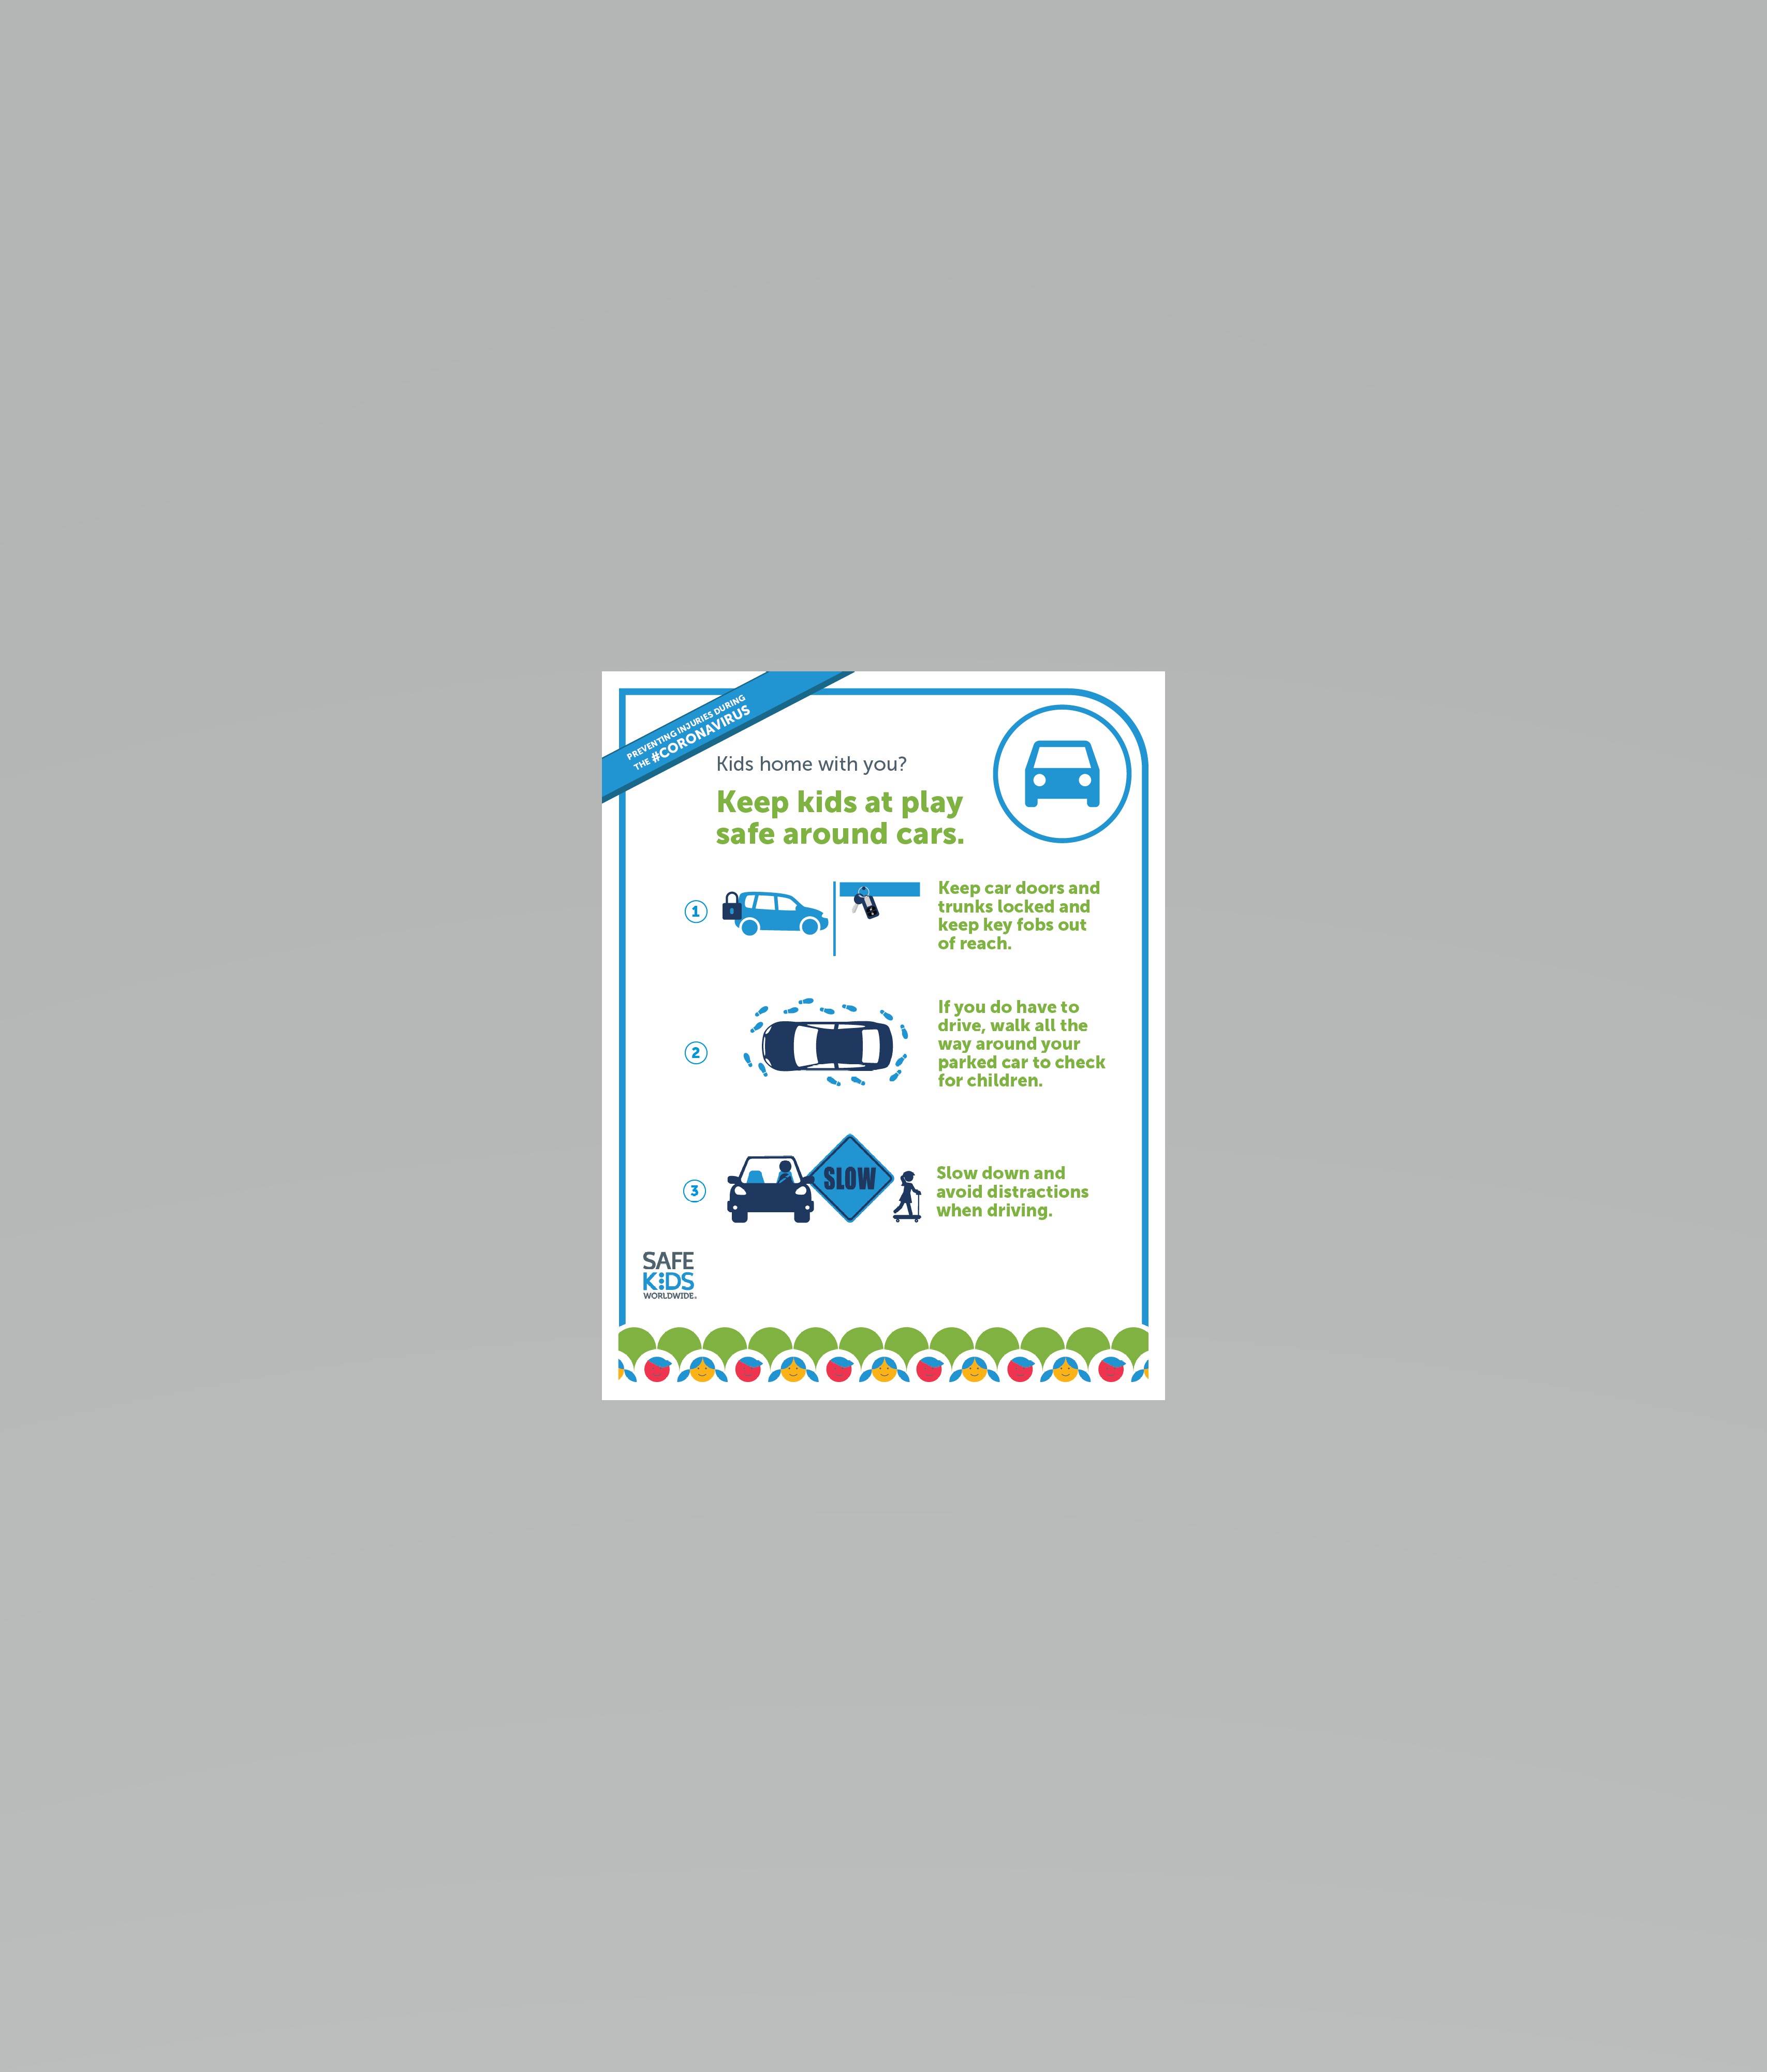 PREVENTING INJURIES DURING
THE #CORONAVIRUS
Kids home with you?
Keep kids at play
safe around cars.
1
Keep car doors and
trunks locked and
keep key fobs out
of reach.
2
If you do have to
drive, walk all the
way around your
parked car to check
for children.
3
SLOW
Slow down and
avoid distractions
when driving.
SAFE
KIDS
WORLDWIDE